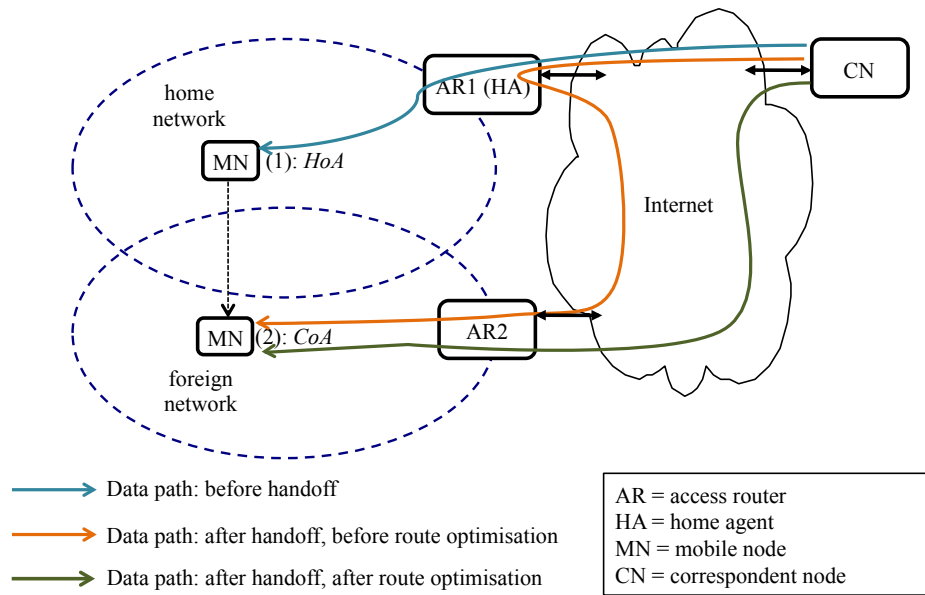 AR1 (HA)
CN
home
network
MN
(1): HoA
Internet
MN
(2): CoA
AR2
foreign
network
Data path: before handoff
Data path: after handoff, before route optimisation
Data path: after handoff, after route optimisation
AR = access router
HA = home agent
MN = mobile node
CN = correspondent node